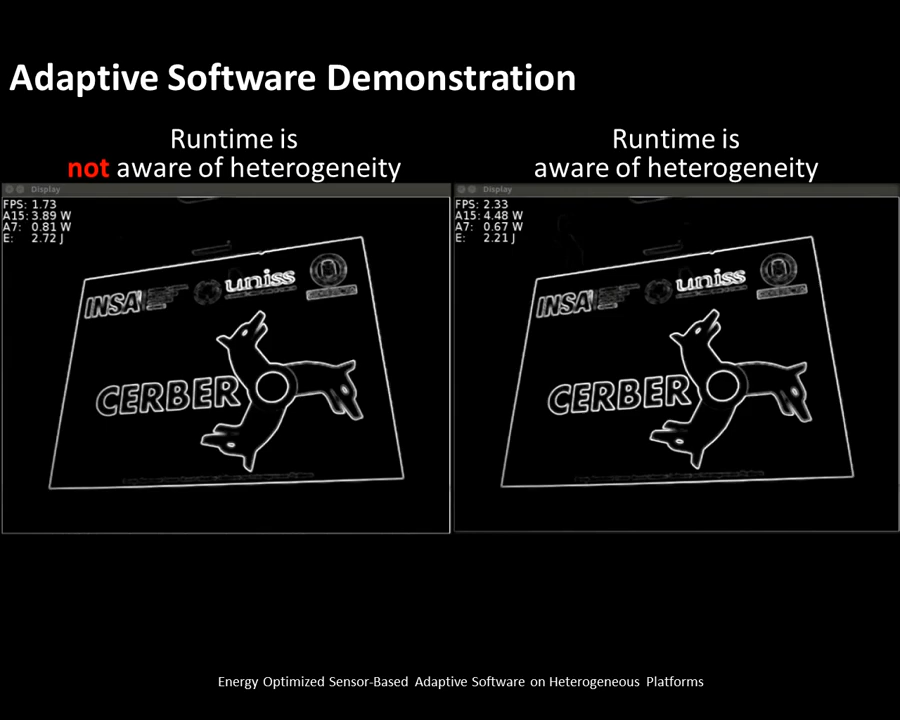 Adaptive Software Demonstration
Runtime is
not aware of heterogeneity
Runtime is
aware of heterogeneity
Display
FPS: 1.73
A15: 3.89 W
A7: 0.81 W
E: 2.72 J
INSA
uniss
CERBER
Display
FPS: 2.33
A15: 4.48 W
A7: 0.67 W
E: 2.21 J
INSA
uniss
CERBER
Energy Optimized Sensor-Based Adaptive Software on Heterogeneous Platforms